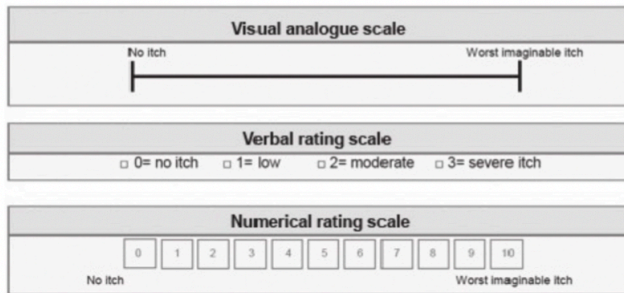 Visual analogue scale
No itch Worst imaginable itch
Verbal rating scale
□ 0= no itch □ 1= low □ 2= moderate □ 3= severe itch
Numerical rating scale
0 1 2 3 4 5 6 7 8 9 10
No itch Worst imaginable itch